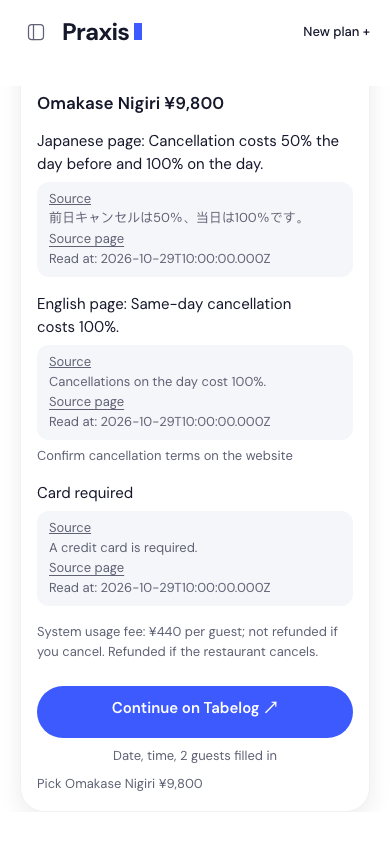 Praxis
New plan +
Omakase Nigiri ¥9,800
Japanese page: Cancellation costs 50% the
day before and 100% on the day.
Source
前日キャンセルは50％、当日は100％です。
Source page
Read at: 2026-10-29T10:00:00.000Z
English page: Same-day cancellation
costs 100%.
Source
Cancellations on the day cost 100%.
Source page
Read at: 2026-10-29T10:00:00.000Z
Confirm cancellation terms on the website
Card required
Source
A credit card is required.
Source page
Read at: 2026-10-29T10:00:00.000Z
System usage fee: ¥440 per guest; not refunded if
you cancel. Refunded if the restaurant cancels.
Continue on Tabelog ↗
Date, time, 2 guests filled in
Pick Omakase Nigiri ¥9,800